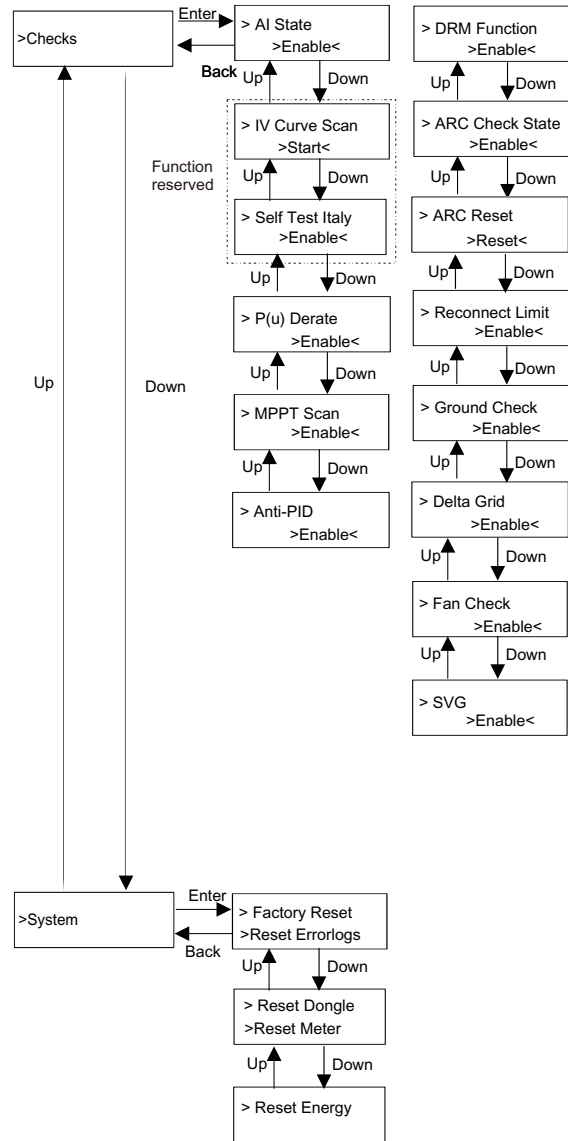 >Checks
Enter
Back
> AI State
>Enable<
Up
Down
> IV Curve Scan
>Start<
Function
reserved
Up
Down
> Self Test Italy
>Enable<
Up
Down
> P(u) Derate
>Enable<
Up
Down
> MPPT Scan
>Enable<
Up
Down
> Anti-PID
>Enable<
> DRM Function
>Enable<
Up
Down
> ARC Check State
>Enable<
Up
Down
> ARC Reset
>Reset<
Up
Down
> Reconnect Limit
>Enable<
Up
Down
> Ground Check
>Enable<
Up
Down
> Delta Grid
>Enable<
Up
Down
> Fan Check
>Enable<
Up
Down
> SVG
>Enable<
Up
Down
>System
Enter
Back
> Factory Reset
>Reset Errorlogs
Up
Down
> Reset Dongle
>Reset Meter
Up
Down
> Reset Energy